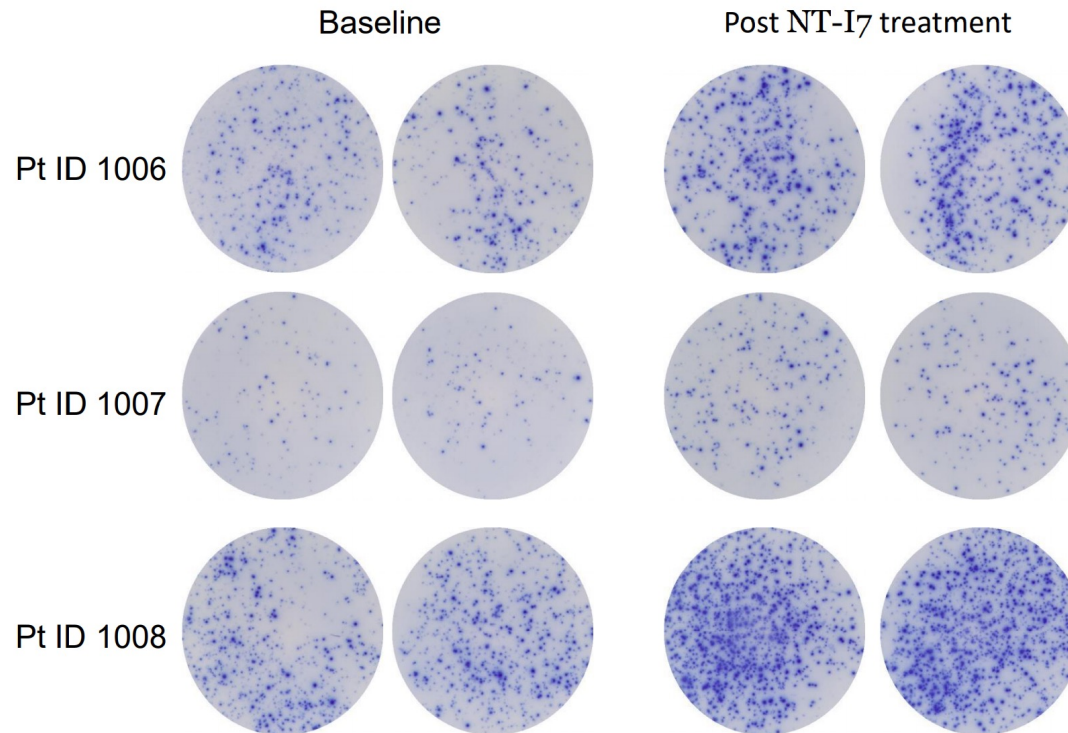 Baseline
Post NT-I7 treatment
Pt ID 1006
Pt ID 1007
Pt ID 1008